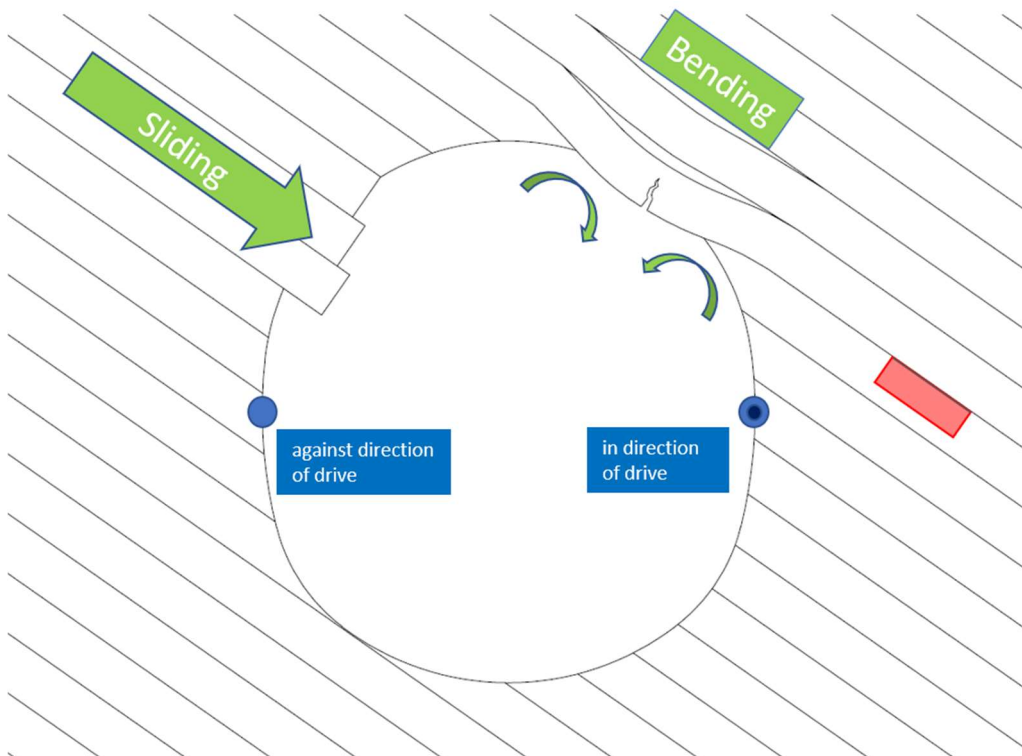 Sliding
Bending
against direction
of drive
in direction
of drive